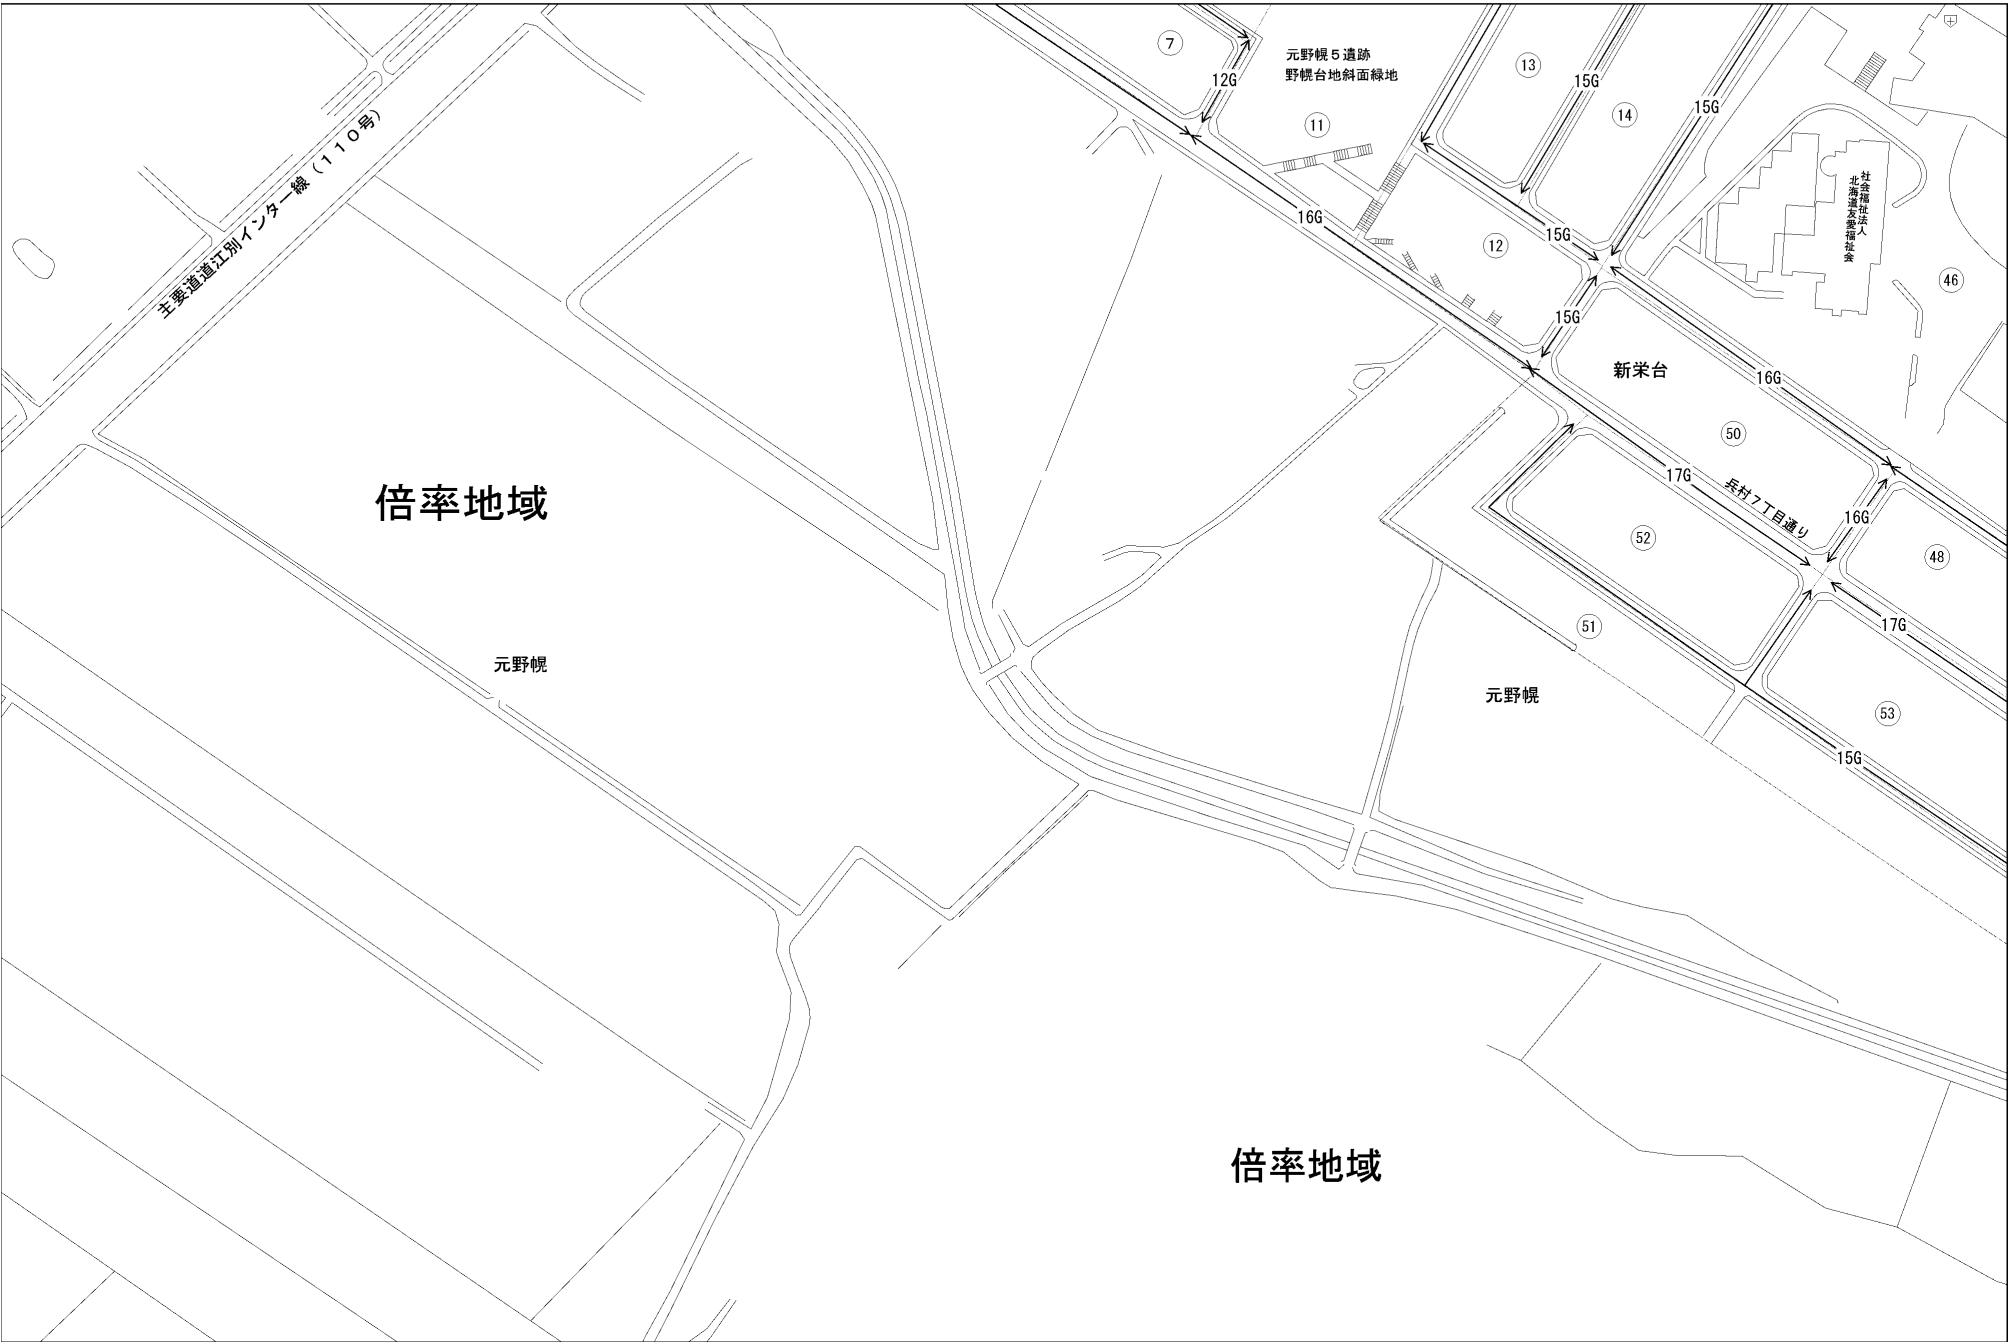 7
12G
元野幌５遺跡
野幌台地斜面緑地
11
13
15G
14
15G
主要道道江別インター線（１１０号）
16G
12
15G
社会福祉法人
北海道友愛福祉会
46
15G
新栄台
16G
50
17G
兵村７丁目通り
16G
倍率地域
52
48
51
17G
元野幌
元野幌
53
15G
倍率地域